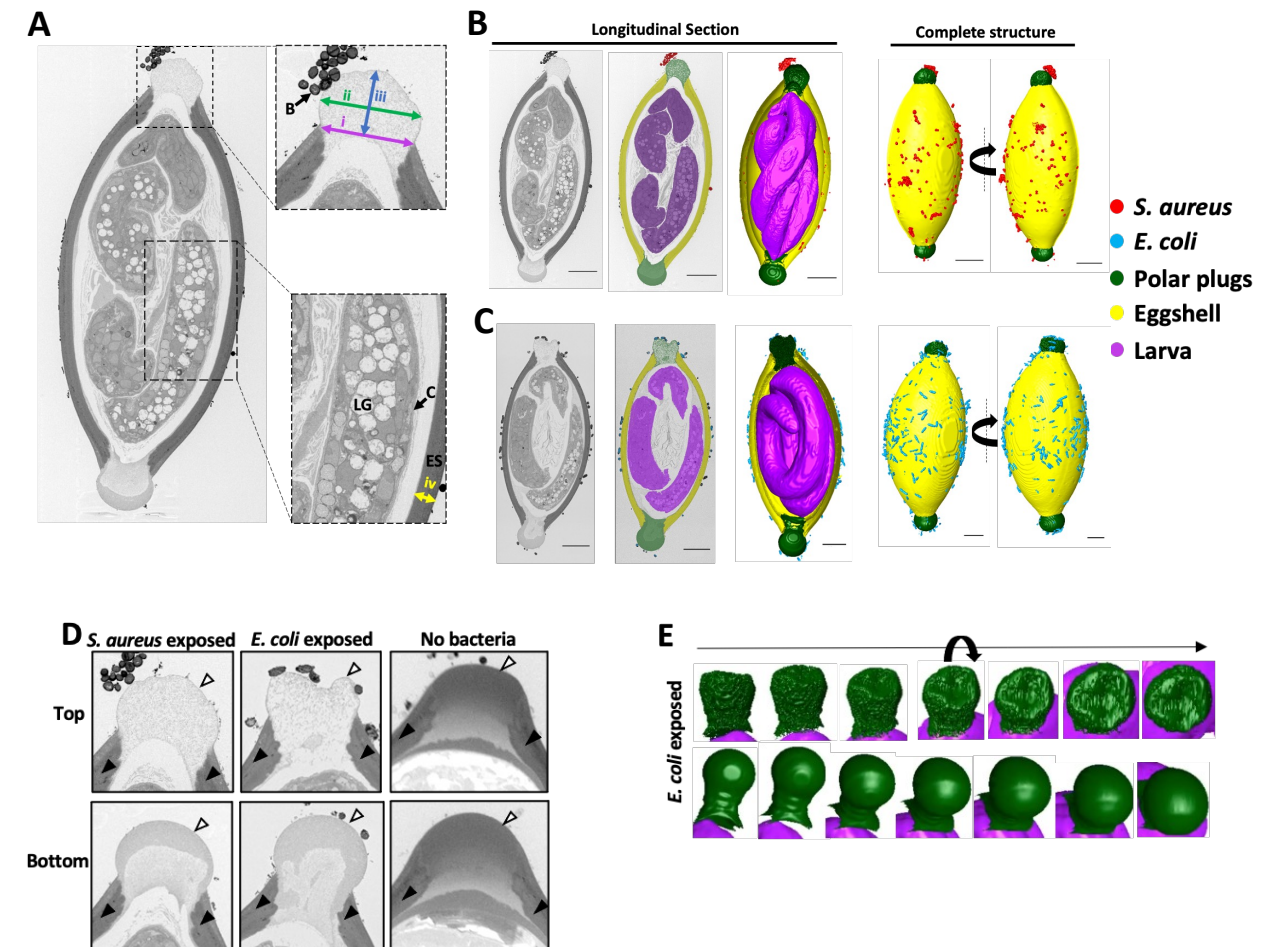 A
B
ii
iii
i
LG
C
ES
iv
B
Longitudinal Section
Complete structure
C
S. aureus
E. coli
Polar plugs
Eggshell
Larva
D
S. aureus exposed
E. coli exposed
No bacteria
Top
Bottom
E
E. coli exposed